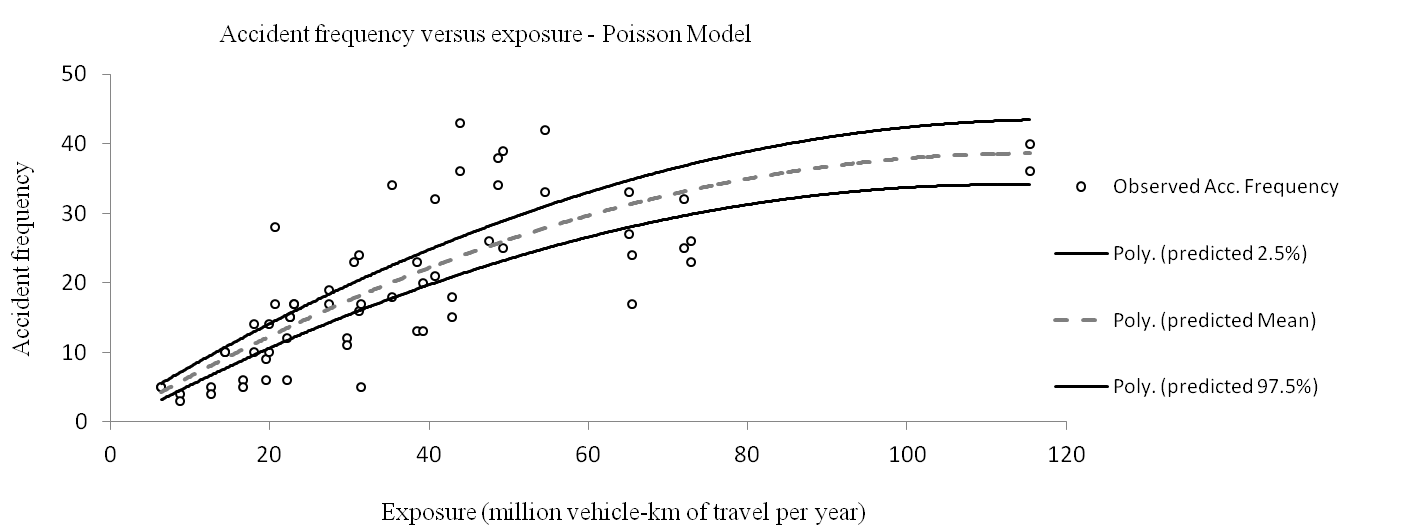 Accident frequency versus exposure - Poisson Model
50
40
30
20
10
0
Accident frequency
0 20 40 60 80 100 120
Exposure (million vehicle-km of travel per year)
Observed Acc. Frequency
Poly. (predicted 2.5%)
Poly. (predicted Mean)
Poly. (predicted 97.5%)